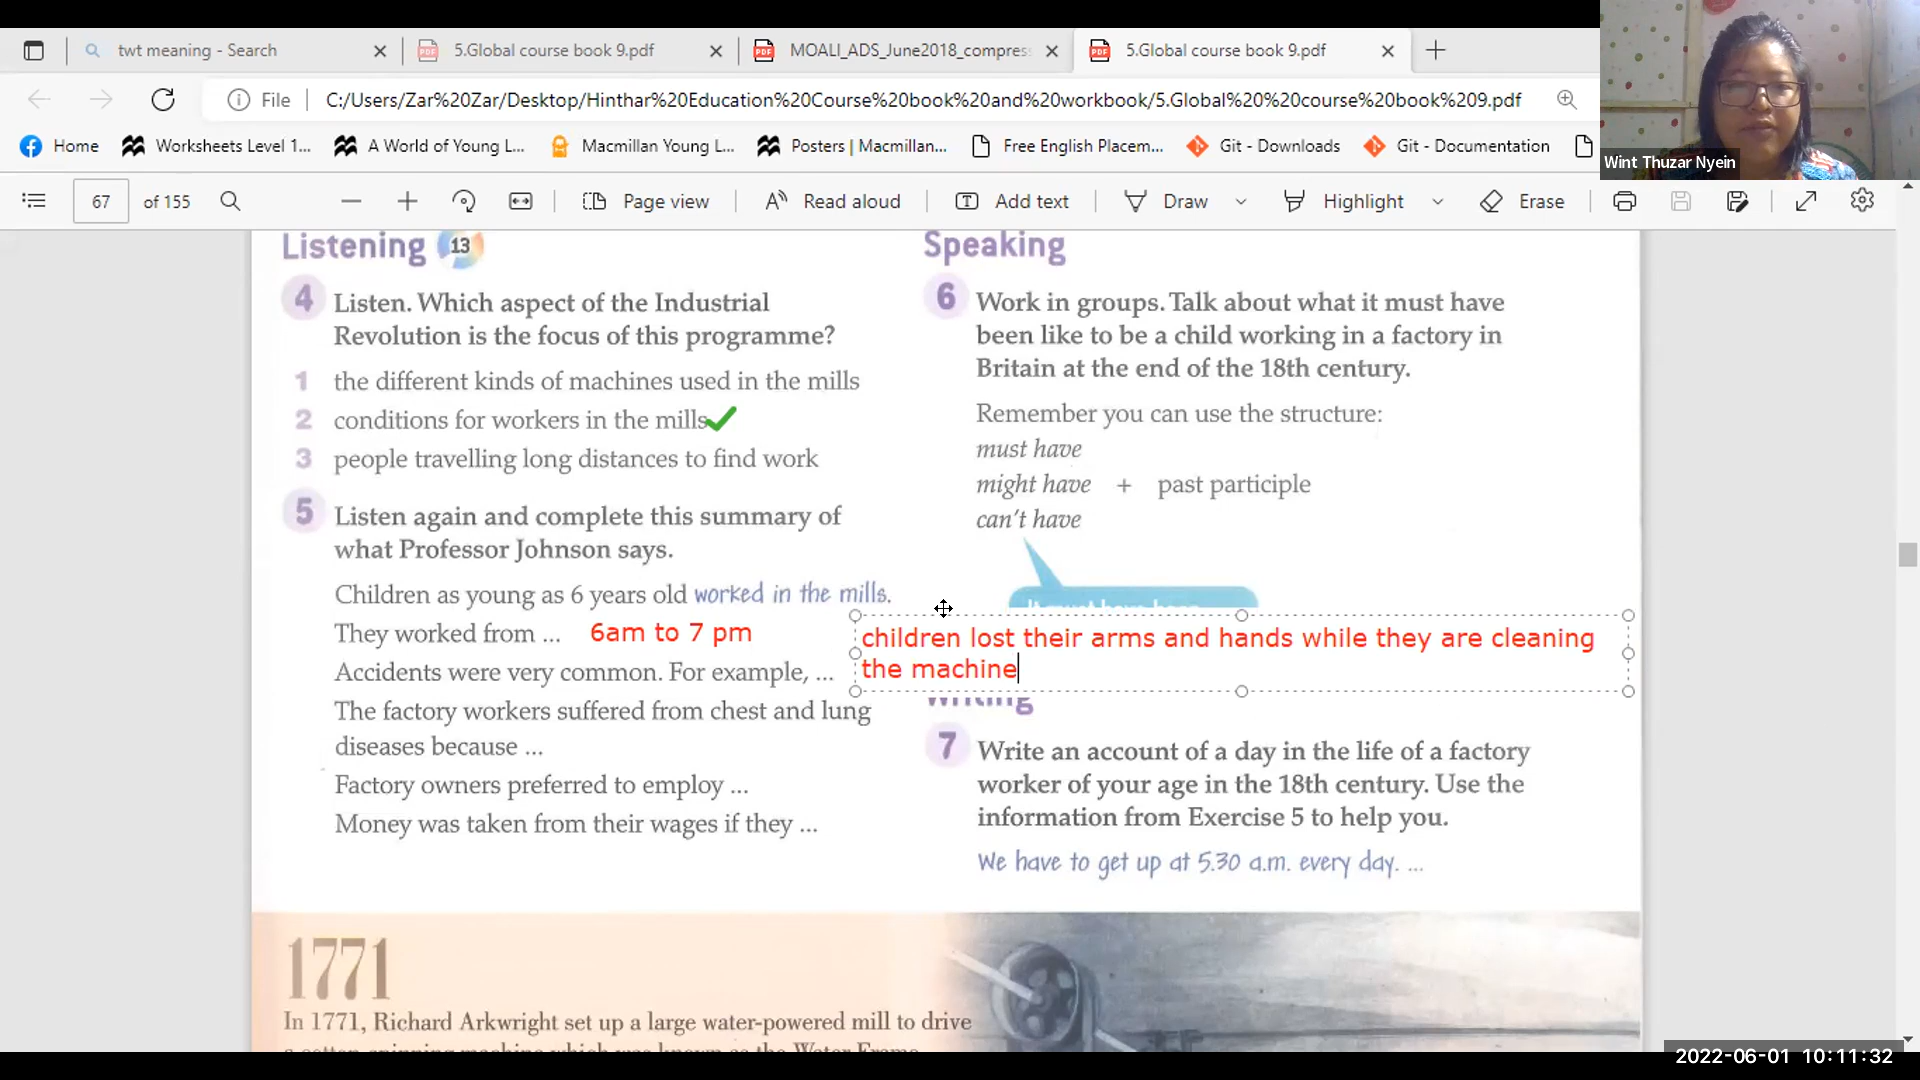 twt meaning - Search
5.Global course book 9.pdf
MOALI_ADS_June2018_compress
5.Global course book 9.pdf
File
C:/Users/Zar%20Zar/Desktop/Hinthar%20Education%20Course%20book%20and%20workbook/5.Global%20%20course%20book%209.pdf
Home
Worksheets Level 1...
A World of Young L...
Macmillan Young L...
Posters | Macmillan...
Free English Placem...
Git - Downloads
Git - Documentation
Wint Thuzar Nyein
67 of 155
Page view
Read aloud
Add text
Draw
Highlight
Erase
Listening 13
4 Listen. Which aspect of the Industrial
Revolution is the focus of this programme?
1 the different kinds of machines used in the mills
2 conditions for workers in the mills
3 people travelling long distances to find work
5 Listen again and complete this summary of
what Professor Johnson says.
Children as young as 6 years old worked in the mills.
They worked from ... 6am to 7 pm
Accidents were very common. For example, ...
The factory workers suffered from chest and lung
diseases because ...
Factory owners preferred to employ ...
Money was taken from their wages if they ...
Speaking
6 Work in groups. Talk about what it must have
been like to be a child working in a factory in
Britain at the end of the 18th century.
Remember you can use the structure:
must have
might have + past participle
can't have
children lost their arms and hands while they are cleaning
the machine
Writing
7 Write an account of a day in the life of a factory
worker of your age in the 18th century. Use the
information from Exercise 5 to help you.
We have to get up at 5.30 a.m. every day. ...
1771
In 1771, Richard Arkwright set up a large water-powered mill to drive
2022-06-01 10:11:32